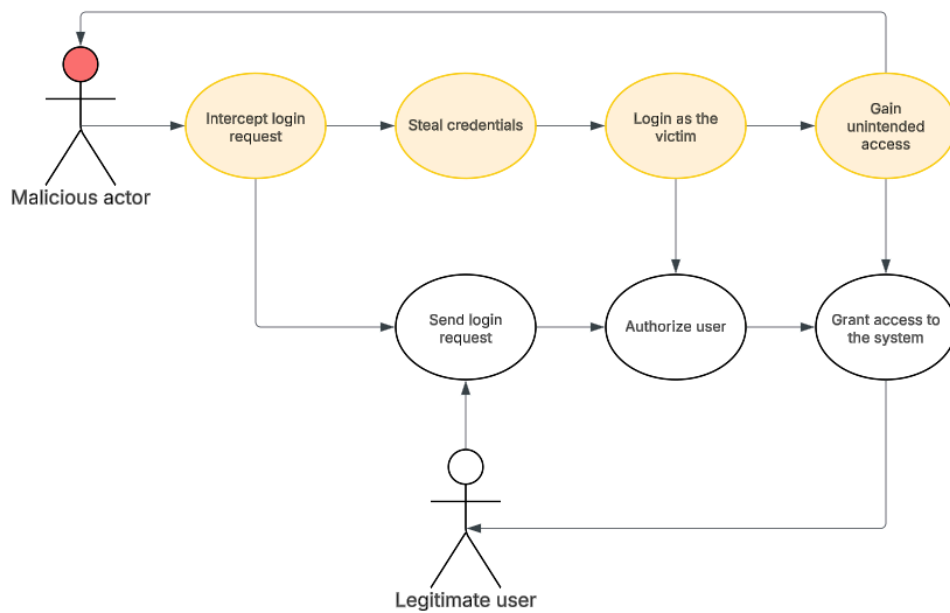 Intercept login
request
Steal credentials
Login as the
victim
Gain
unintended
access
Malicious actor
Send login
request
Authorize user
Grant access to
the system
Legitimate user